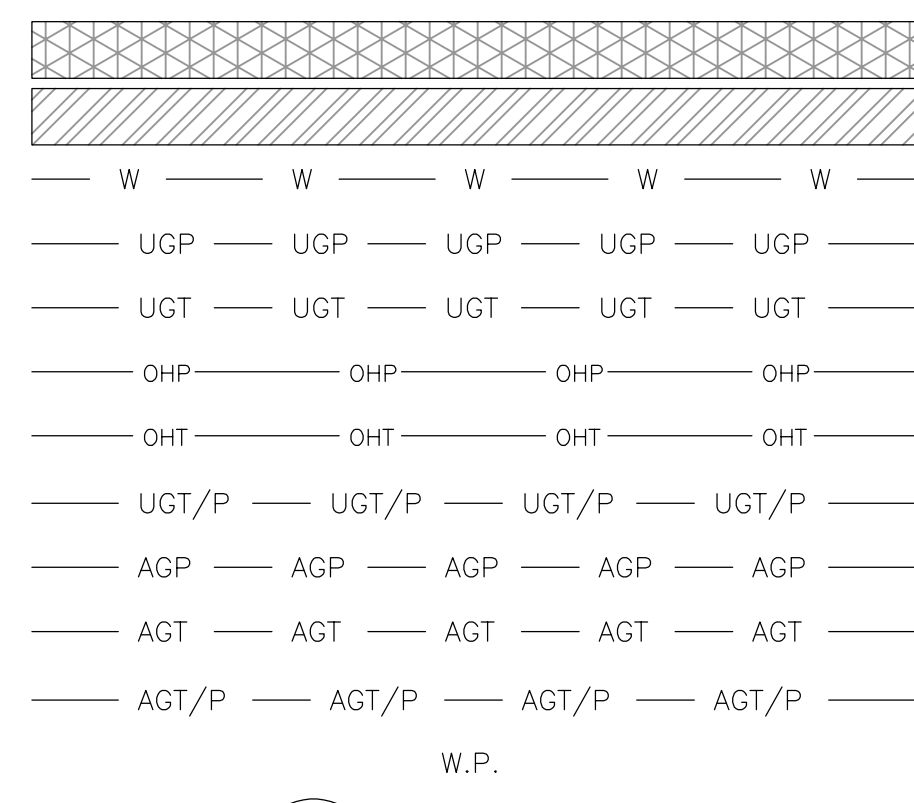 W W W W W
UGP UGP UGP UGP UGP
UGT UGT UGT UGT UGT
OHP OHP OHP OHP
OHT OHT OHT OHT
UGT/P UGT/P UGT/P UGT/P
AGP AGP AGP AGP AGP
AGT AGT AGT AGT AGT
AGT/P AGT/P AGT/P AGT/P
W.P.